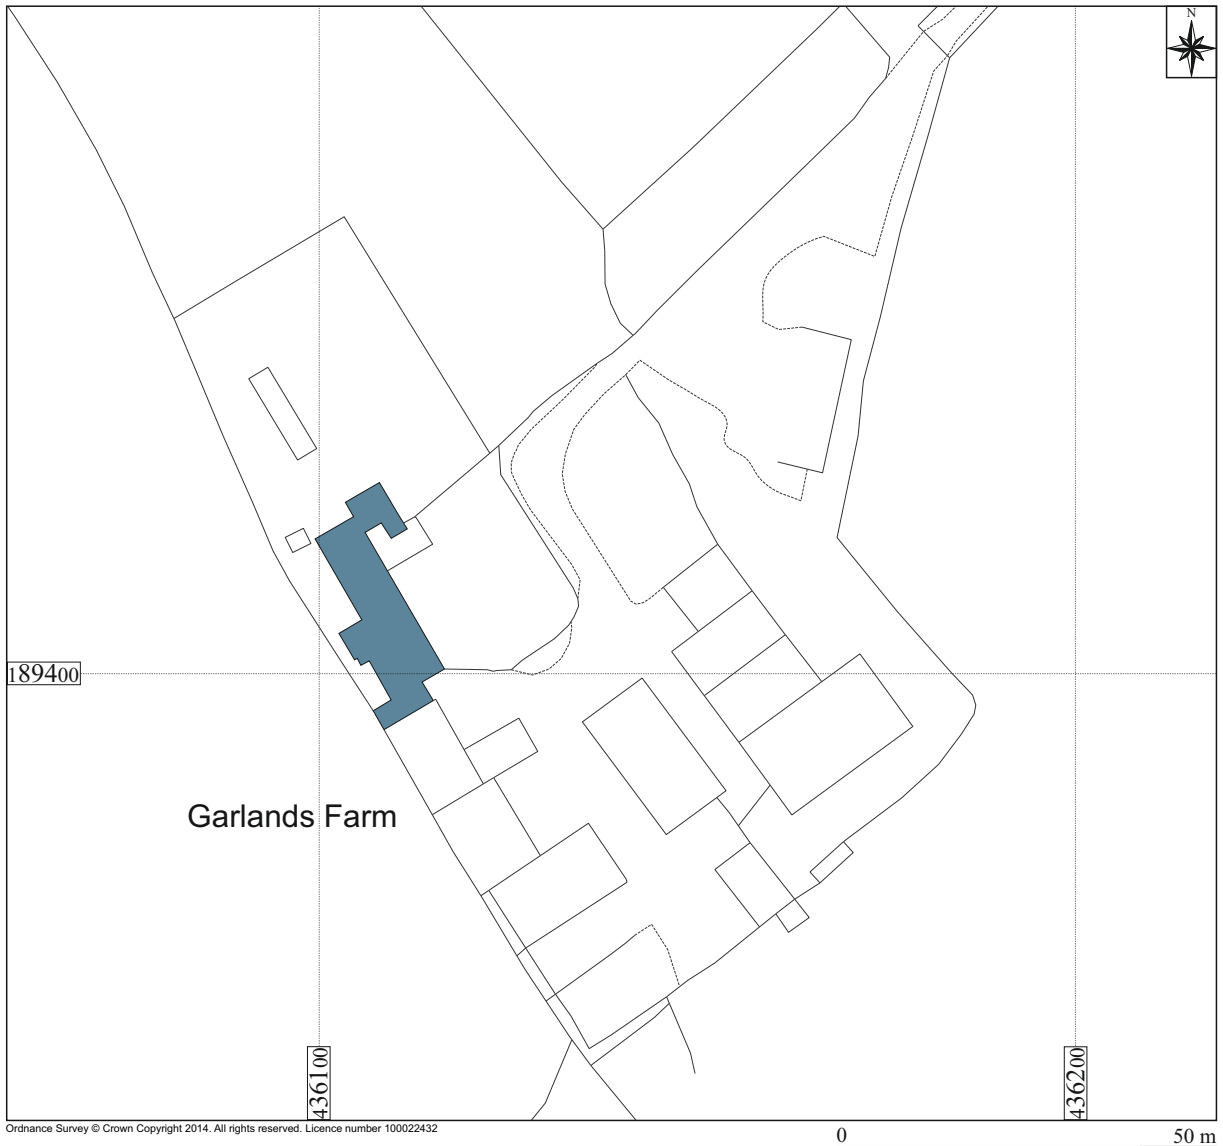 N
189400
Garlands Farm
436100
436200
Ordnance Survey © Crown Copyright 2014. All rights reserved. Licence number 100022432
0 50 m